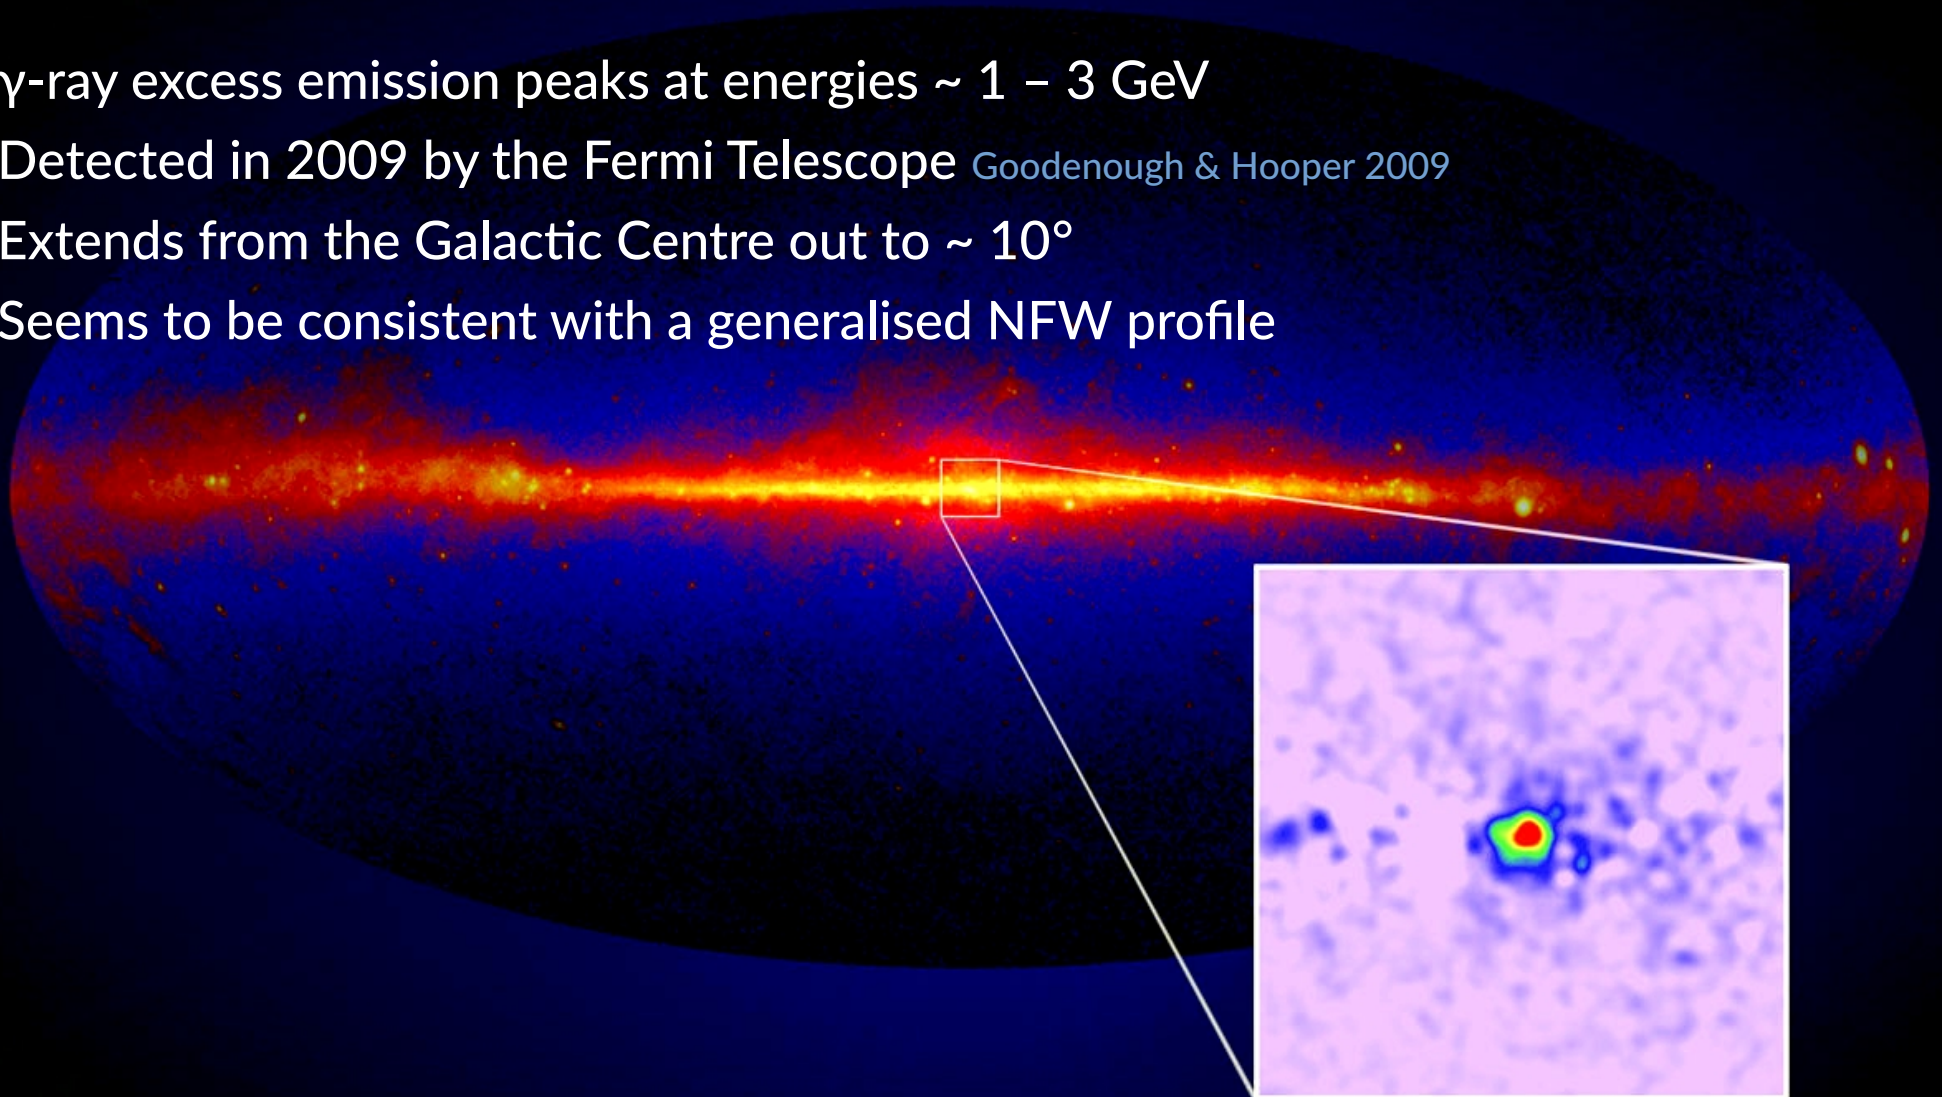 γ-ray excess emission peaks at energies ~ 1 – 3 GeV
Detected in 2009 by the Fermi Telescope Goodenough & Hooper 2009
Extends from the Galactic Centre out to ~ 10°
Seems to be consistent with a generalised NFW profile